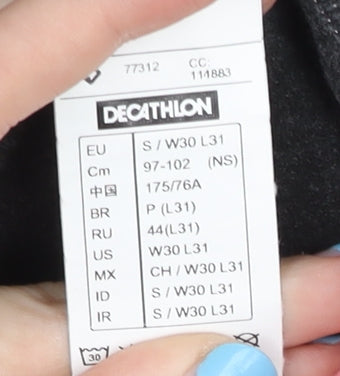 77312 CC:
111883
DECATHLON
EU S / W30 L31
Cm 97-102 (NS)
中国 175/76A
BR P (L31)
RU 44(L31)
US W30 L31
MX CH / W30 L31
ID S / W30 L31
IR S / W30 L31
30